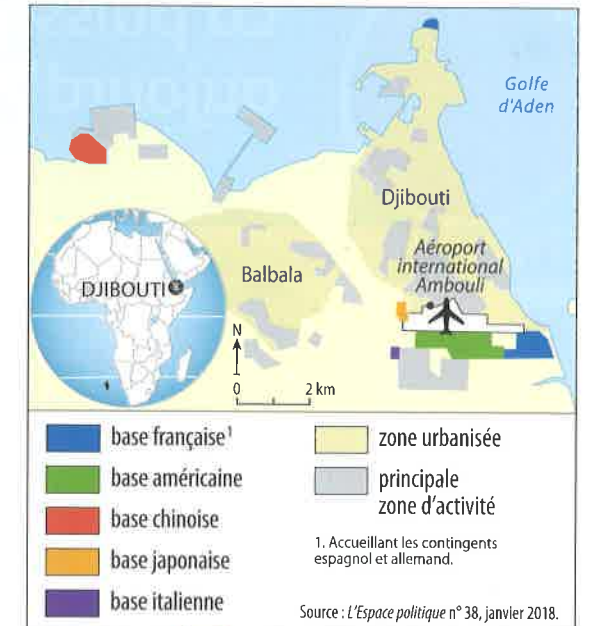 Golfe
d'Aden
Djibouti
Aéroport
international
Ambouli
Balbala
DJIBOUTI
N
0 2 km
base française¹
base américaine
base chinoise
base japonaise
base italienne
zone urbanisée
principale
zone d'activité
1. Accueillant les contingents
espagnol et allemand.
Source : L'Espace politique n° 38, janvier 2018.